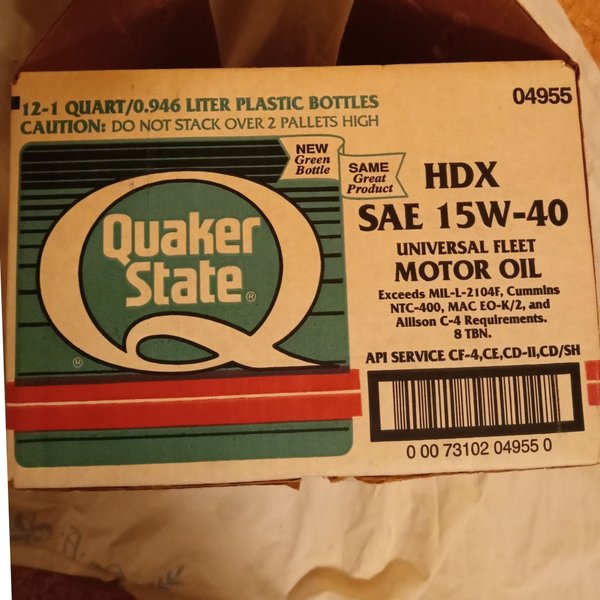 12-1 QUART/0.946 LITER PLASTIC BOTTLES
CAUTION: DO NOT STACK OVER 2 PALLETS HIGH
04955
NEW
Green
Bottle
SAME
Great
Product
Quaker
State®
®
HDX
SAE 15W-40
UNIVERSAL FLEET
MOTOR OIL
Exceeds MIL-L-2104F, Cummins
NTC-400, MAC EO-K/2, and
Allison C-4 Requirements.
8 TBN.
API SERVICE CF-4,CE,CD-II,CD/SH
0 00 73102 04955 0